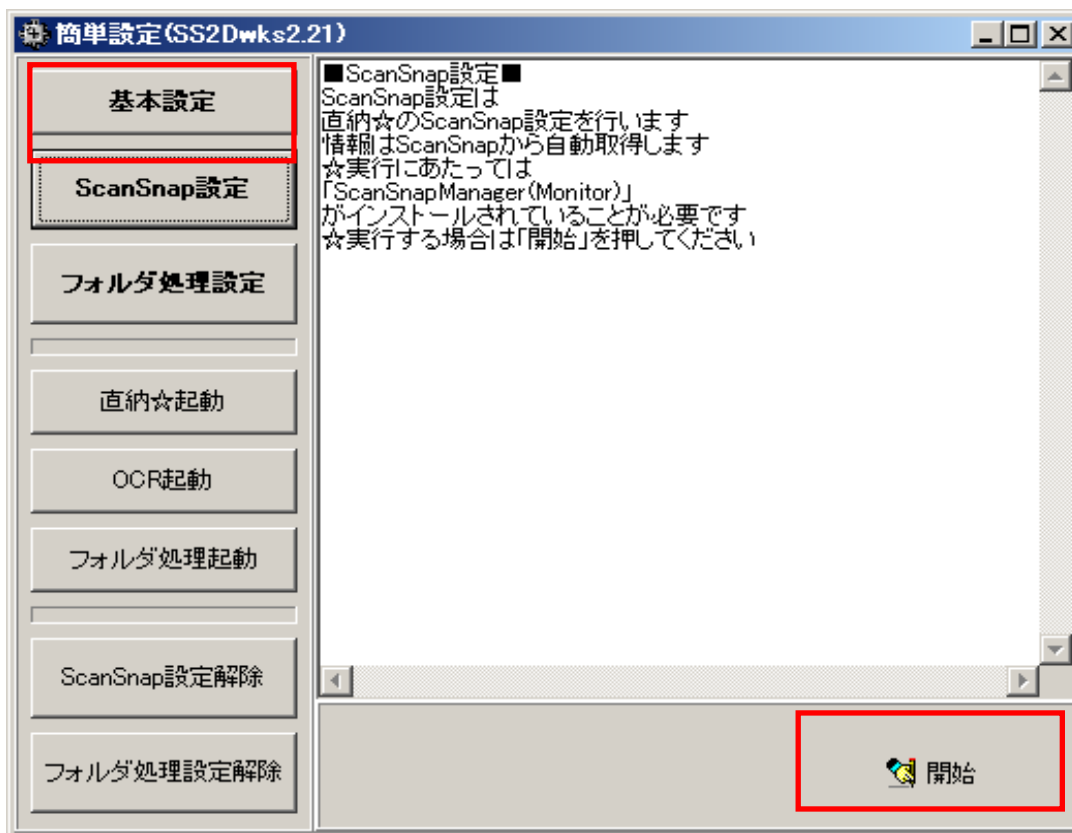 簡単設定(SS2Dwks2.21)
基本設定
ScanSnap設定
フォルダ処理設定
直納☆起動
OCR起動
フォルダ処理起動
ScanSnap設定解除
フォルダ処理設定解除
■ScanSnap設定■
ScanSnap設定は
直納☆のScanSnap設定を行います
情報はScanSnapから自動取得します
☆実行にあたっては
「ScanSnapManager(Monitor)」
がインストールされていることが必要です
☆実行する場合は「開始」を押してください
開始